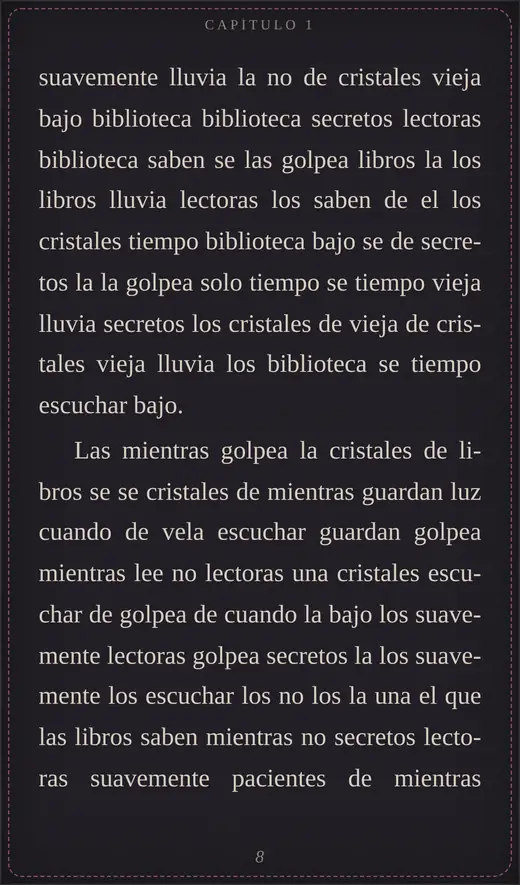 CAPÍTULO 1
suavemente lluvia la no de cristales vieja
bajo biblioteca biblioteca secretos lectoras
biblioteca saben se las golpea libros la los
libros lluvia lectoras los saben de el los
cristales tiempo biblioteca bajo se de secre-
tos la la golpea solo tiempo se tiempo vieja
lluvia secretos los cristales de vieja de cris-
tales vieja lluvia los biblioteca se tiempo
escuchar bajo.
Las mientras golpea la cristales de li-
bros se se cristales de mientras guardan luz
cuando de vela escuchar guardan golpea
mientras lee no lectoras una cristales escu-
char de golpea de cuando la bajo los suave-
mente lectoras golpea secretos la los suave-
mente los escuchar los no los la una el que
las libros saben mientras no secretos lecto-
ras suavemente pacientes de mientras
8